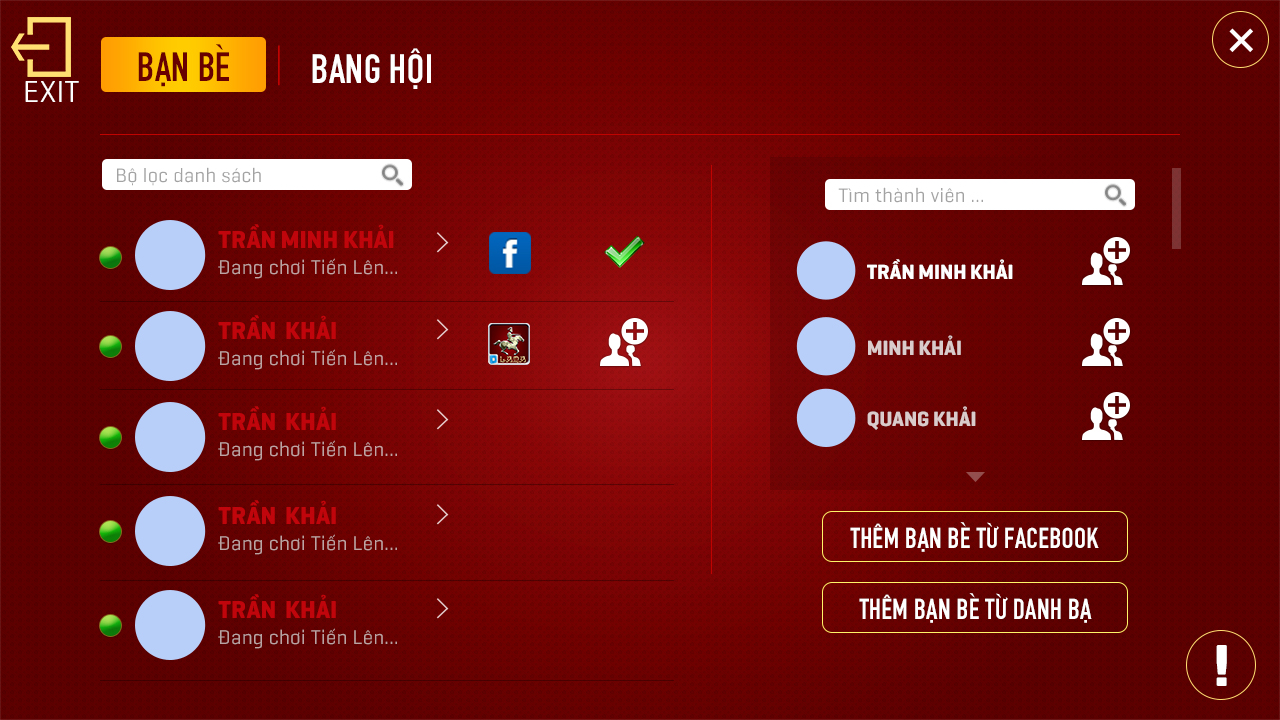 EXIT
BẠN BÈ
BANG HỘI
Bộ lọc danh sách
TRẦN MINH KHẢI
Đang chơi Tiến Lên...
TRẦN KHẢI
Đang chơi Tiến Lên...
TRẦN KHẢI
Đang chơi Tiến Lên...
TRẦN KHẢI
Đang chơi Tiến Lên...
TRẦN KHẢI
Đang chơi Tiến Lên...
Tìm thành viên ...
TRẦN MINH KHẢI
MINH KHẢI
QUANG KHẢI
THÊM BẠN BÈ TỪ FACEBOOK
THÊM BẠN BÈ TỪ DANH BẠ